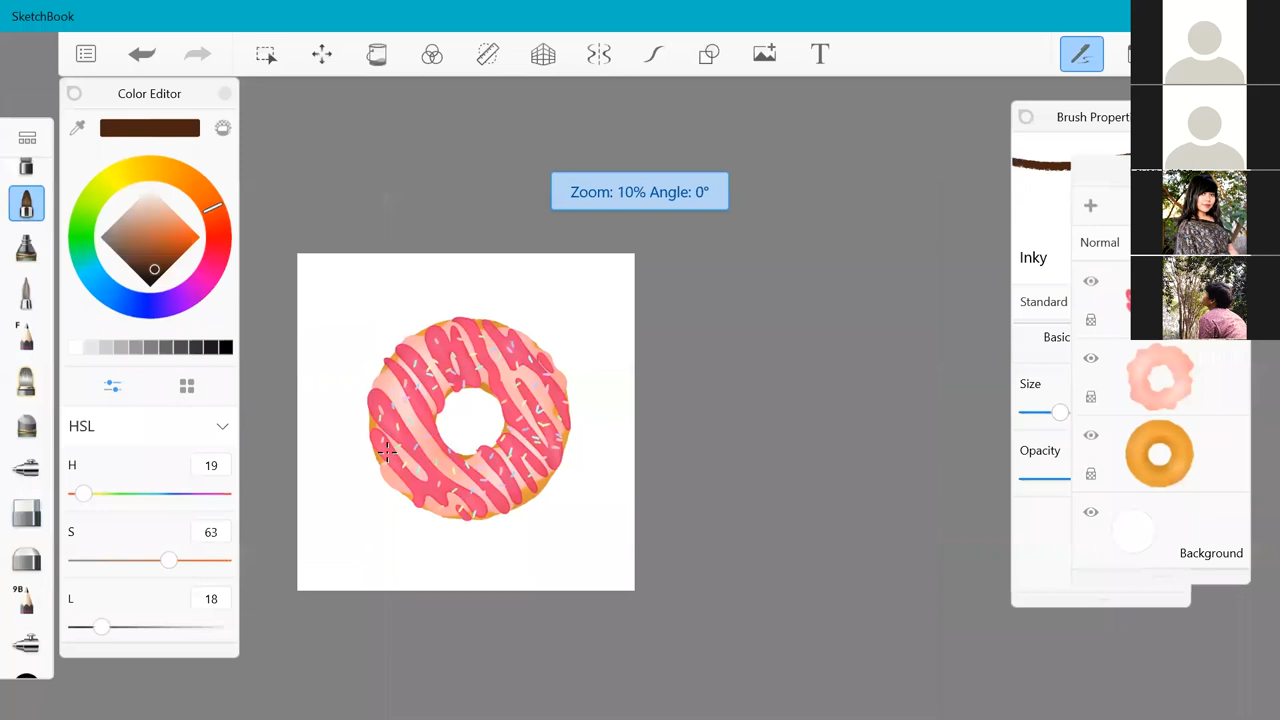 SketchBook
T
Color Editor
Brush Properti
Zoom: 10% Angle: 0°
Normal
Inky
Standard
Basic
Size
Opacity
F
HSL
H 19
S 63
L 18
9B
Background